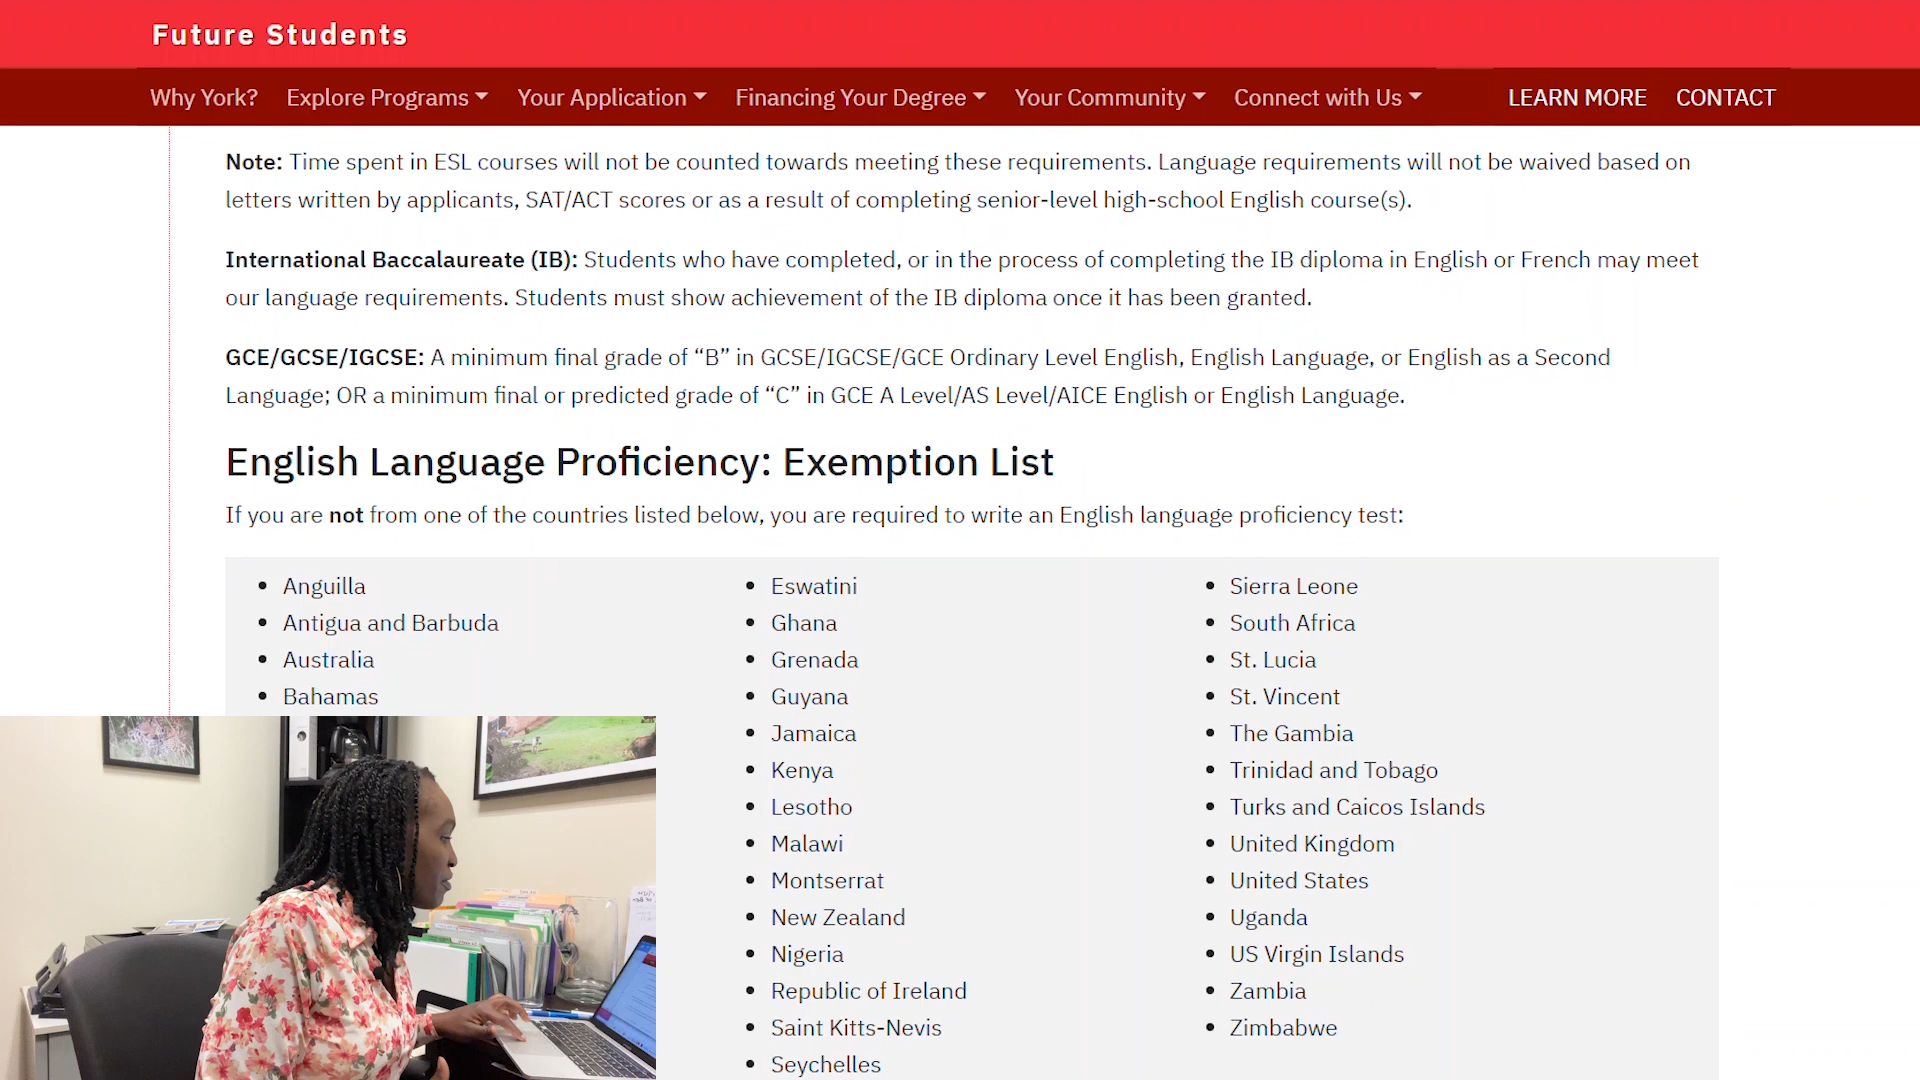 Future Students
Why York? Explore Programs Your Application Financing Your Degree Your Community Connect with Us LEARN MORE CONTACT
Note: Time spent in ESL courses will not be counted towards meeting these requirements. Language requirements will not be waived based on
letters written by applicants, SAT/ACT scores or as a result of completing senior-level high-school English course(s).
International Baccalaureate (IB): Students who have completed, or in the process of completing the IB diploma in English or French may meet
our language requirements. Students must show achievement of the IB diploma once it has been granted.
GCE/GCSE/IGCSE: A minimum final grade of “B” in GCSE/IGCSE/GCE Ordinary Level English, English Language, or English as a Second
Language; OR a minimum final or predicted grade of “C” in GCE A Level/AS Level/AICE English or English Language.
English Language Proficiency: Exemption List
If you are not from one of the countries listed below, you are required to write an English language proficiency test:
• Anguilla
• Antigua and Barbuda
• Australia
• Bahamas
• Eswatini
• Ghana
• Grenada
• Guyana
• Jamaica
• Kenya
• Lesotho
• Malawi
• Montserrat
• New Zealand
• Nigeria
• Republic of Ireland
• Saint Kitts-Nevis
• Seychelles
• Sierra Leone
• South Africa
• St. Lucia
• St. Vincent
• The Gambia
• Trinidad and Tobago
• Turks and Caicos Islands
• United Kingdom
• United States
• Uganda
• US Virgin Islands
• Zambia
• Zimbabwe